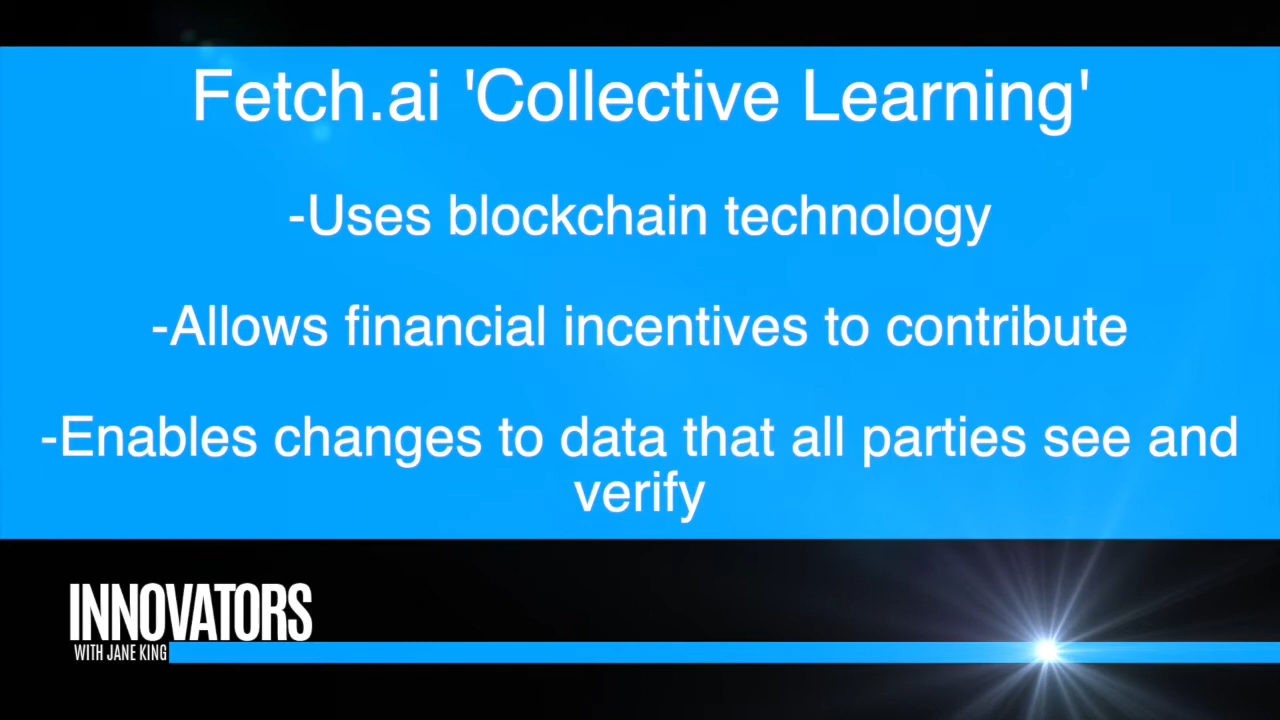 Fetch.ai 'Collective Learning'
-Uses blockchain technology
-Allows financial incentives to contribute
-Enables changes to data that all parties see and
verify
INNOVATORS
WITH JANE KING